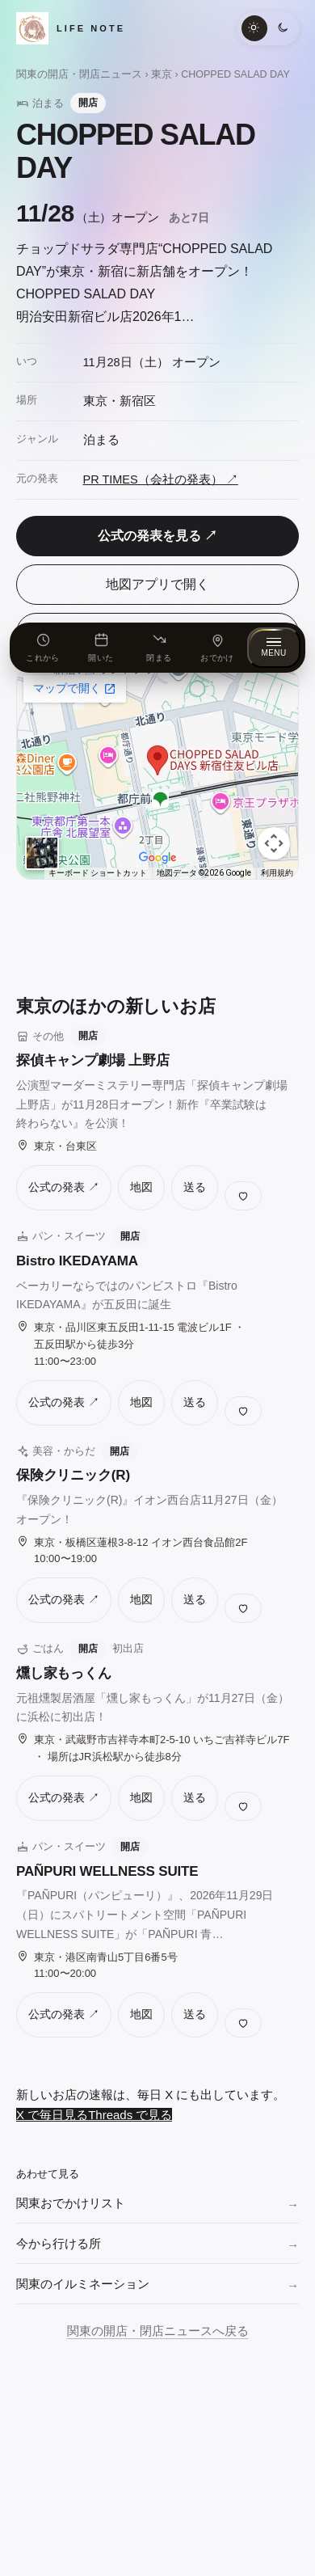 LIFE NOTE
関東の開店・閉店ニュース › 東京 › CHOPPED SALAD DAY
泊まる 開店
CHOPPED SALAD
DAY
11/28（土）オープン あと7日
チョップドサラダ専門店“CHOPPED SALAD
DAY”が東京・新宿に新店舗をオープン！
CHOPPED SALAD DAY
明治安田新宿ビル店2026年1…
いつ 11月28日（土） オープン
場所 東京・新宿区
ジャンル 泊まる
元の発表 PR TIMES（会社の発表） ↗
公式の発表を見る ↗
地図アプリで開く
これから 開いた 閉まる おでかけ MENU
マップで開く
北通り
北通り
東京モード学
CHOPPED SALAD
DAYS 新宿住友ビル店
森Diner
公園店
二社熊野神社
都庁通り
都庁前
京王プラザホ
東京都庁第一本
庁舎 北展望室
2丁目
中央公園
Google
キーボード ショートカット 地図データ ©2026 Google 利用規約
東京のほかの新しいお店
その他 開店
探偵キャンプ劇場 上野店
公演型マーダーミステリー専門店「探偵キャンプ劇場
上野店」が11月28日オープン！新作『卒業試験は
終わらない』を公演！
東京・台東区
公式の発表 ↗ 地図 送る
パン・スイーツ 開店
Bistro IKEDAYAMA
ベーカリーならではのパンビストロ『Bistro
IKEDAYAMA』が五反田に誕生
東京・品川区東五反田1-11-15 電波ビル1F ・
五反田駅から徒歩3分
11:00〜23:00
公式の発表 ↗ 地図 送る
美容・からだ 開店
保険クリニック(R)
『保険クリニック(R)』イオン西台店11月27日（金）
オープン！
東京・板橋区蓮根3-8-12 イオン西台食品館2F
10:00〜19:00
公式の発表 ↗ 地図 送る
ごはん 開店 初出店
燻し家もっくん
元祖燻製居酒屋「燻し家もっくん」が11月27日（金）
に浜松に初出店！
東京・武蔵野市吉祥寺本町2-5-10 いちご吉祥寺ビル7F
・ 場所はJR浜松駅から徒歩8分
公式の発表 ↗ 地図 送る
パン・スイーツ 開店
PAÑPURI WELLNESS SUITE
『PAÑPURI（パンピューリ）』、2026年11月29日
（日）にスパトリートメント空間「PAÑPURI
WELLNESS SUITE」が「PAÑPURI 青…
東京・港区南青山5丁目6番5号
11:00〜20:00
公式の発表 ↗ 地図 送る
新しいお店の速報は、毎日 X にも出しています。
X で毎日見るThreads で見る
あわせて見る
関東おでかけリスト →
今から行ける所 →
関東のイルミネーション →
関東の開店・閉店ニュースへ戻る